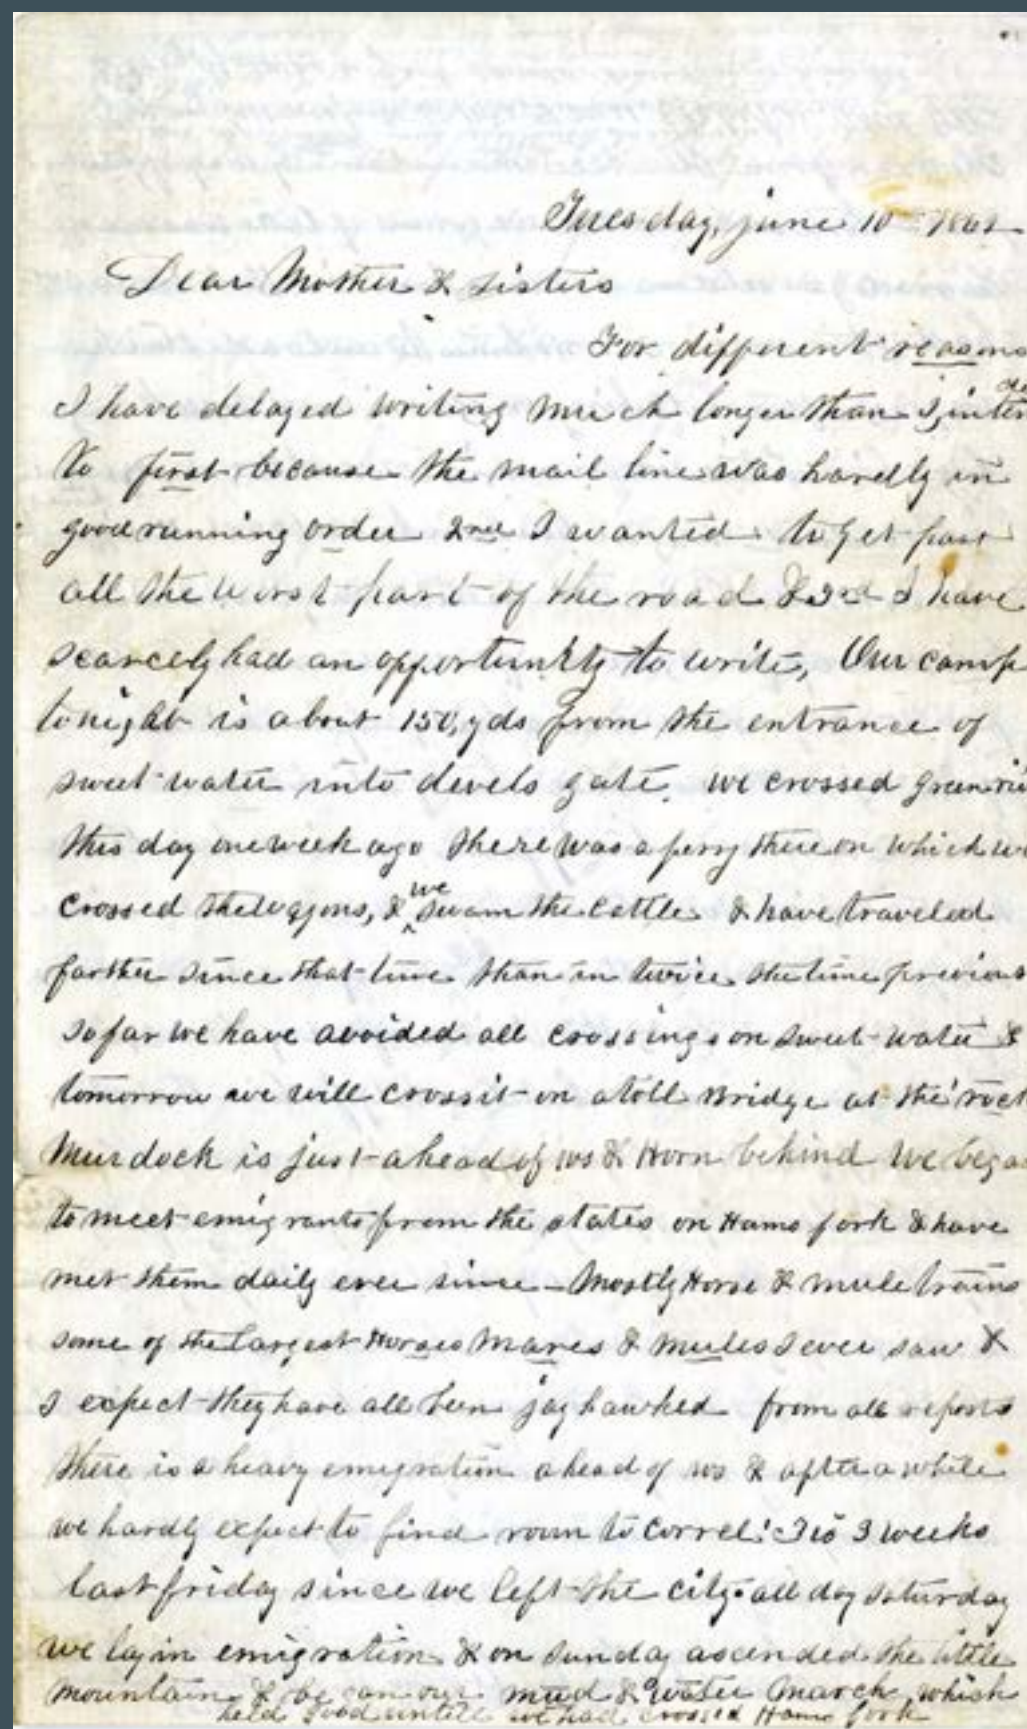 Tuesday, june 10th 1862
Dear Mother & sisters
For different reasons
I have delayed writing much longer than I, inten
ded
to first because the mail line was hardly in
good running order 2nd I wanted to get past
all the worst part of the road & 3rd I have
scarcely had an opportunity to write, Our camp
tonight is about 150, yds from the entrance of
sweet water into devels gate. we crossed green riv
this day one week ago there was a ferry there on which we
crossed the wagons, & we swam the cattle & have traveled
farther since that time than in twice the time previous
so far we have avoided all crossings on sweet-water &
tomorrow we will cross it on a toll Bridge at the rock
Murdock is just ahead of us & Horn behind We began
to meet emigrants from the states on Hams fork & have
met them daily ever since – Mostly Horse & mule trains
some of the largest Horses Mares & mules I ever saw &
I expect they have all been jayhawked from all reports
there is a heavy emigration ahead of us & after a while
we hardly expect to find room to correl: Tis 3 weeks
last friday since we left the city. all day saturday
we lay in emigration & on sunday ascended the little
mountain & began our mud & water march which
held good untill we had crossed Hams fork